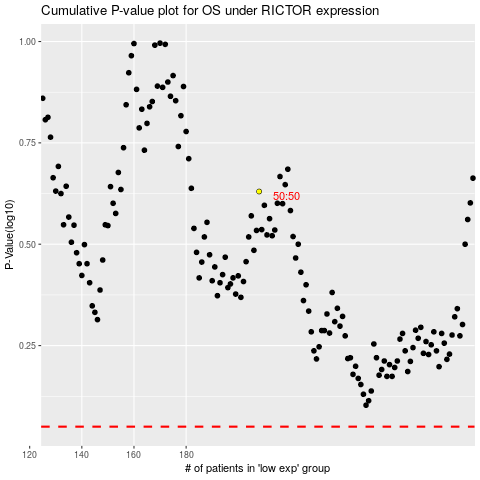 Cumulative P-value plot for OS under RICTOR expression
1.00
0.75
0.50
0.25
P-Value(log10)
50:50
120 140 160 180
# of patients in 'low exp' group